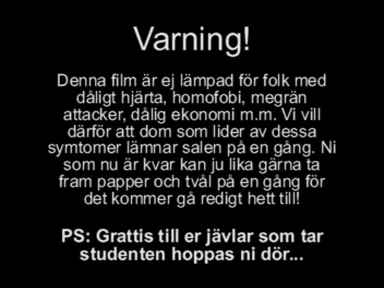 Varning!
Denna film är ej lämpad för folk med
dåligt hjärta, homofobi, megrän
attacker, dålig ekonomi m.m. Vi vill
därför att dom som lider av dessa
symtomer lämnar salen på en gång. Ni
som nu är kvar kan ju lika gärna ta
fram papper och tvål på en gång för
det kommer gå redigt hett till!
PS: Grattis till er jävlar som tar
studenten hoppas ni dör...